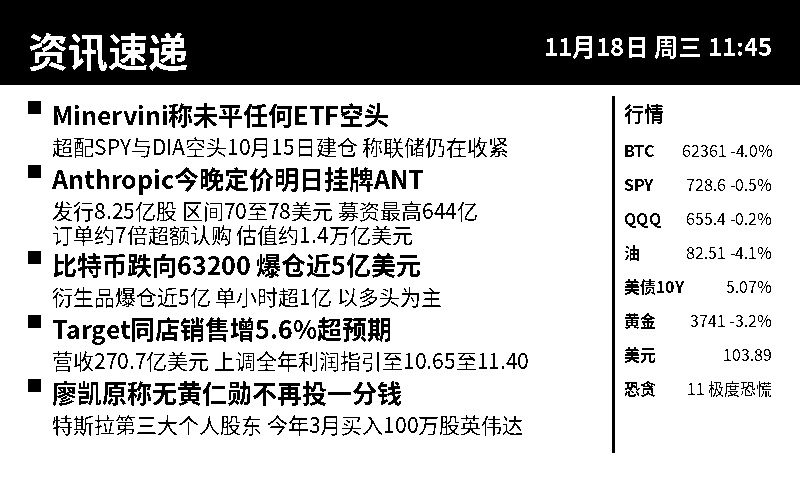 资讯速递
11月18日 周三 11:45
Minervini称未平任何ETF空头
超配SPY与DIA空头10月15日建仓 称联储仍在收紧
Anthropic今晚定价明日挂牌ANT
发行8.25亿股 区间70至78美元 募资最高644亿
订单约7倍超额认购 估值约1.4万亿美元
比特币跌向63200 爆仓近5亿美元
衍生品爆仓近5亿 单小时超1亿 以多头为主
Target同店销售增5.6%超预期
营收270.7亿美元 上调全年利润指引至10.65至11.40
廖凯原称无黄仁勋不再投一分钱
特斯拉第三大个人股东 今年3月买入100万股英伟达
行情
BTC 62361 -4.0%
SPY 728.6 -0.5%
QQQ 655.4 -0.2%
油 82.51 -4.1%
美债10Y 5.07%
黄金 3741 -3.2%
美元 103.89
恐贪 11 极度恐慌